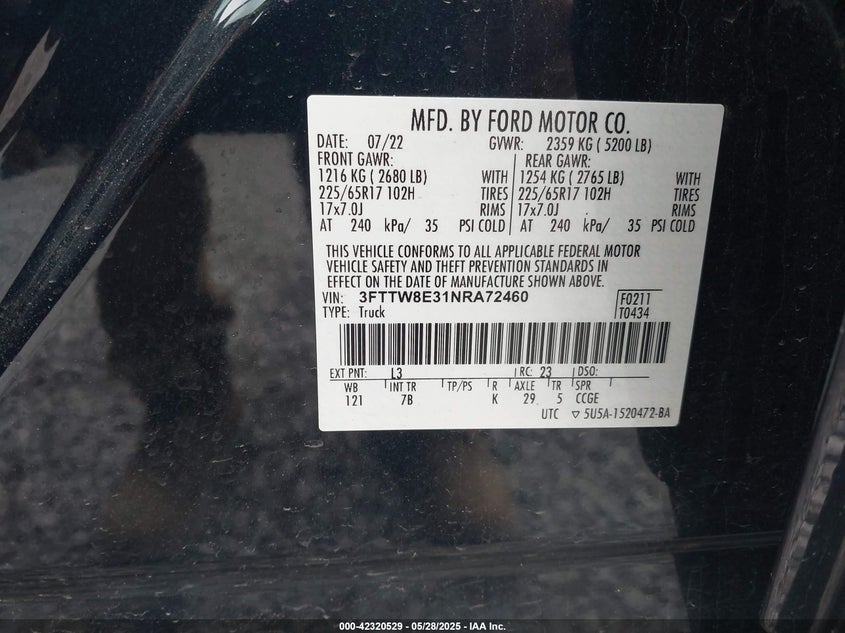 MFD. BY FORD MOTOR CO.
DATE: 07/22 GVWR: 2359 KG ( 5200 LB)
FRONT GAWR: REAR GAWR:
1216 KG ( 2680 LB) WITH 1254 KG ( 2765 LB) WITH
225/65R17 102H TIRES 225/65R17 102H TIRES
17x7.0J RIMS 17x7.0J RIMS
AT 240 kPa/ 35 PSI COLD AT 240 kPa/ 35 PSI COLD
THIS VEHICLE CONFORMS TO ALL APPLICABLE FEDERAL MOTOR
VEHICLE SAFETY AND THEFT PREVENTION STANDARDS IN
EFFECT ON THE DATE OF MANUFACTURE SHOWN ABOVE.
VIN: 3FTTW8E31NRA72460 F0211
TYPE: Truck T0434
EXT PNT: L3 RC: 23 DSO:
WB INT TR TP/PS R AXLE TR SPR
121 7B K 29 5 CCGE
UTC ▽ 5U5A-1520472-BA
000-42320529 - 05/28/2025 - IAA Inc.